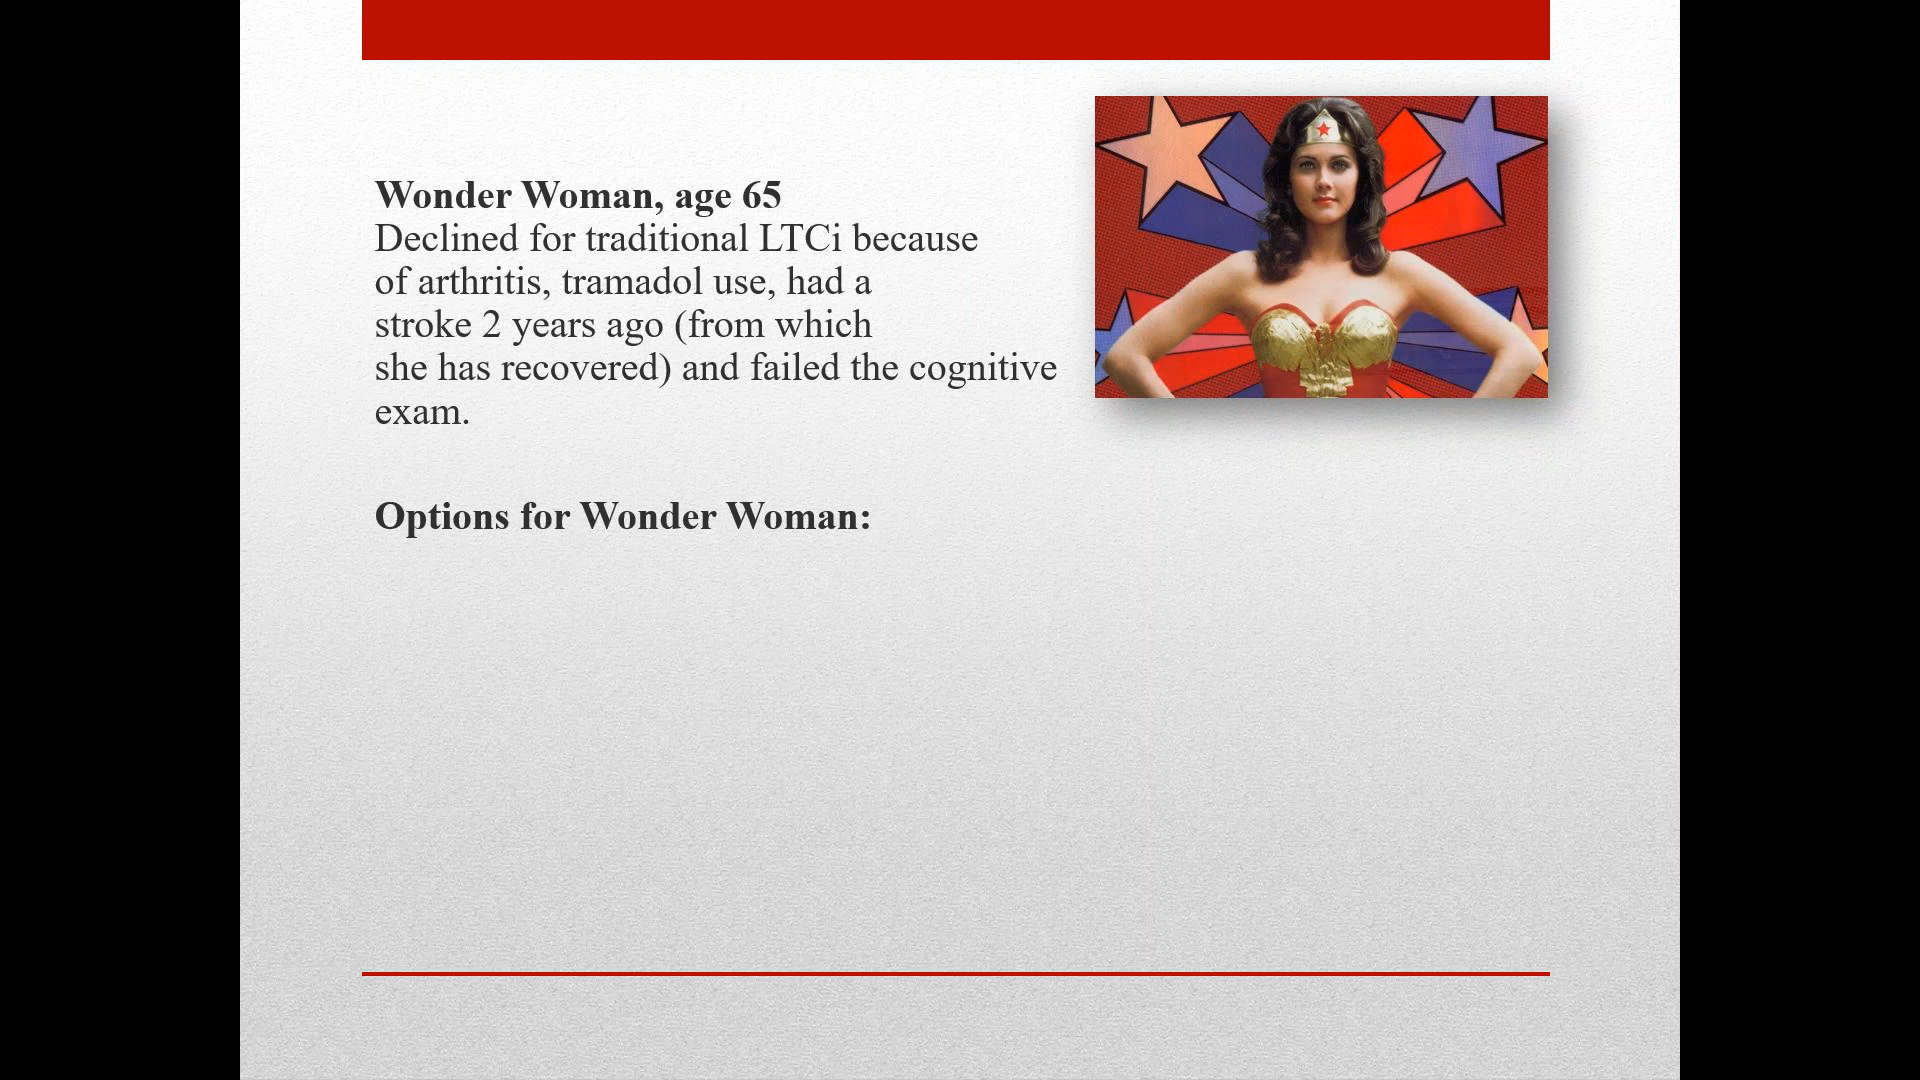 Wonder Woman, age 65
Declined for traditional LTCi because
of arthritis, tramadol use, had a
stroke 2 years ago (from which
she has recovered) and failed the cognitive
exam.
Options for Wonder Woman: